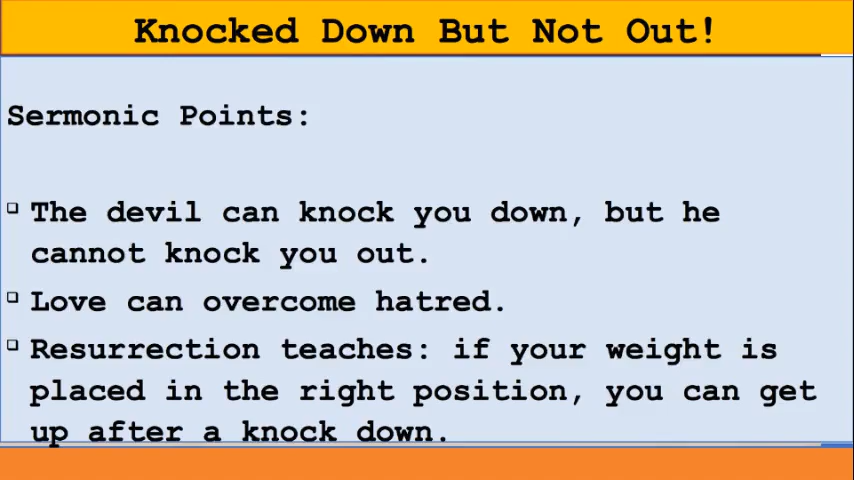 Knocked Down But Not Out!
Sermonic Points:
The devil can knock you down, but he
cannot knock you out.
Love can overcome hatred.
Resurrection teaches: if your weight is
placed in the right position, you can get
up after a knock down.